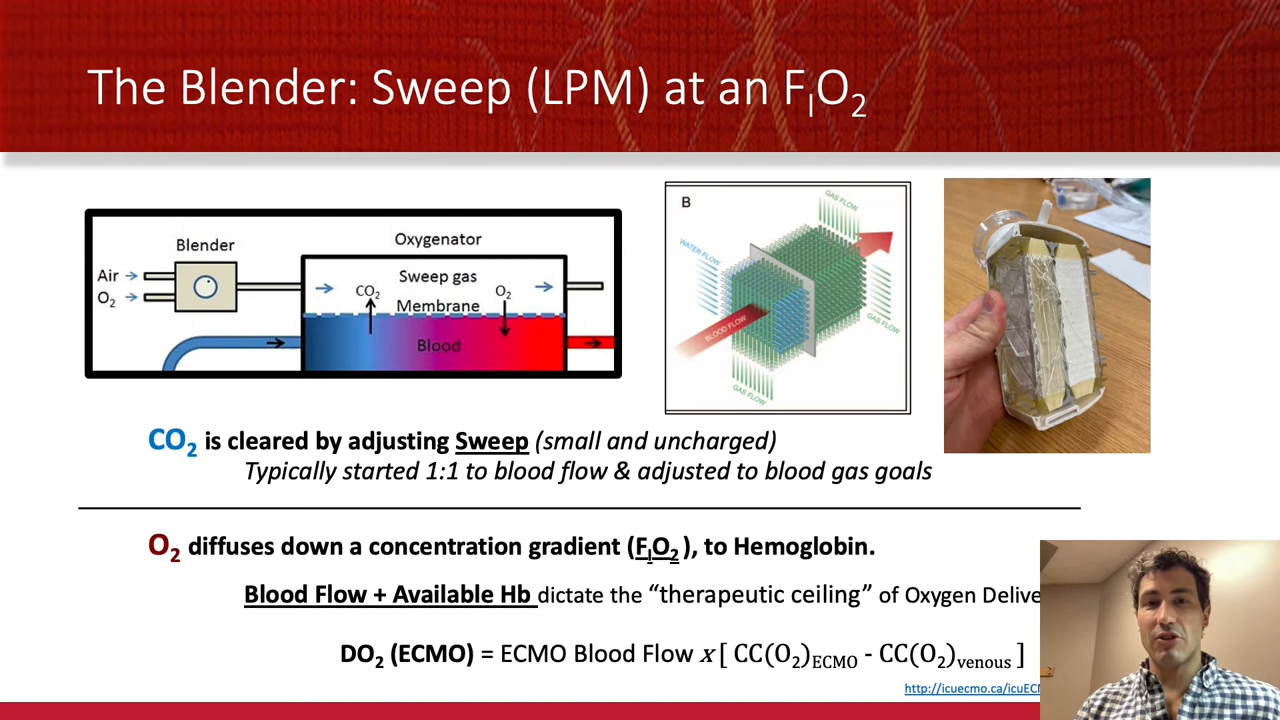 The Blender: Sweep (LPM) at an FIO2
Blender
Air
O2
Oxygenator
Sweep gas
CO2
O2
Membrane
Blood
B
GAS FLOW
WATER FLOW
BLOOD FLOW
GAS FLOW
GAS FLOW
CO2 is cleared by adjusting Sweep (small and uncharged)
Typically started 1:1 to blood flow & adjusted to blood gas goals
O2 diffuses down a concentration gradient (FIO2), to Hemoglobin.
Blood Flow + Available Hb dictate the “therapeutic ceiling” of Oxygen Delive
DO2 (ECMO) = ECMO Blood Flow x [ CC(O2)ECMO - CC(O2)venous ]
http://icuecmo.ca/icuECM